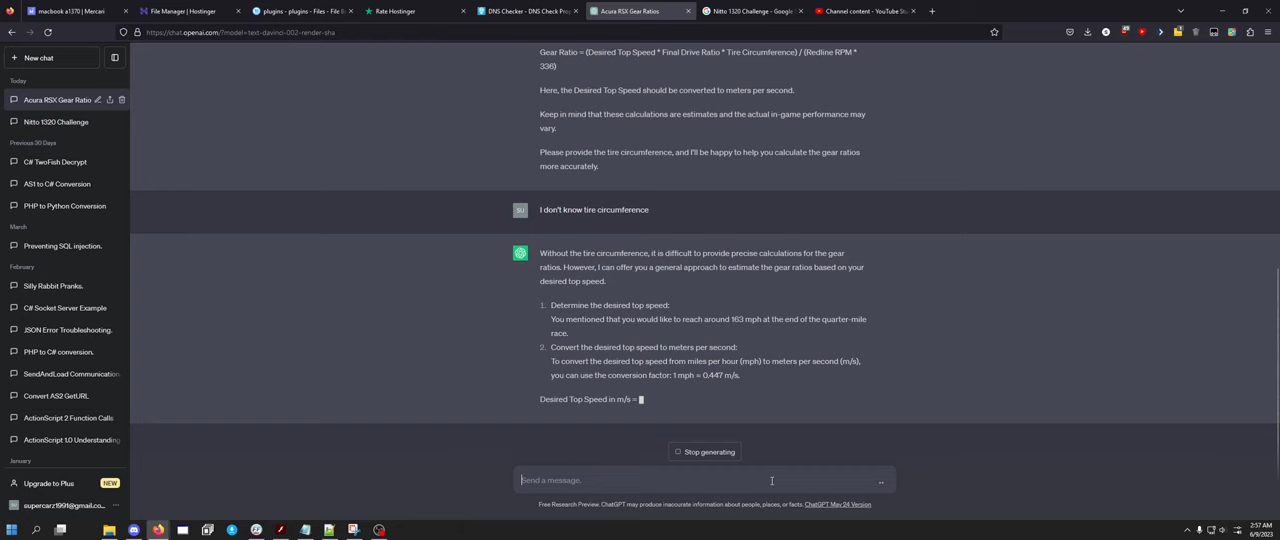 macbook a1370 | Mercari
File Manager | Hostinger
plugins - plugins - Files - File B
Rate Hostinger
DNS Checker - DNS Check Pro
Acura RSX Gear Ratios
Nitto 1320 Challenge - Google
Channel content - YouTube Stu
https://chat.openai.com/?model=text-davinci-002-render-sha
New chat
Today
Acura RSX Gear Ratio
Nitto 1320 Challenge
Previous 30 Days
C# TwoFish Decrypt
AS1 to C# Conversion
PHP to Python Conversion
March
Preventing SQL injection.
February
Silly Rabbit Pranks.
C# Socket Server Example
JSON Error Troubleshooting.
PHP to C# conversion.
SendAndLoad Communication
Convert AS2 GetURL
ActionScript 2 Function Calls
ActionScript 1.0 Understanding
January
Upgrade to Plus
NEW
supercarz1991@gmail.co...
Gear Ratio = (Desired Top Speed * Final Drive Ratio * Tire Circumference) / (Redline RPM *
336)
Here, the Desired Top Speed should be converted to meters per second.
Keep in mind that these calculations are estimates and the actual in-game performance may
vary.
Please provide the tire circumference, and I'll be happy to help you calculate the gear ratios
more accurately.
SU
I don't know tire circumference
Without the tire circumference, it is difficult to provide precise calculations for the gear
ratios. However, I can offer you a general approach to estimate the gear ratios based on your
desired top speed.
1. Determine the desired top speed:
You mentioned that you would like to reach around 163 mph at the end of the quarter-mile
race.
2. Convert the desired top speed to meters per second:
To convert the desired top speed from miles per hour (mph) to meters per second (m/s),
you can use the conversion factor: 1 mph = 0.447 m/s.
Desired Top Speed in m/s =
Stop generating
Send a message.
Free Research Preview. ChatGPT may produce inaccurate information about people, places, or facts. ChatGPT May 24 Version
2:57 AM
6/9/2023